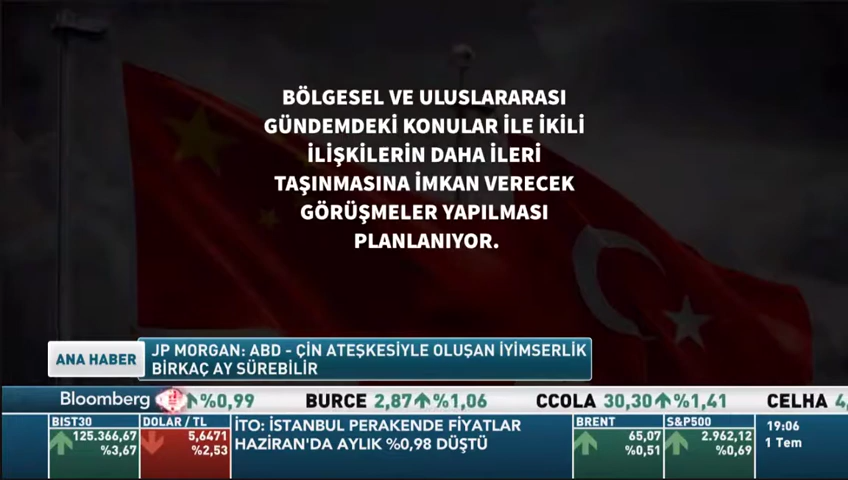 BÖLGESEL VE ULUSLARARASI
GÜNDEMDEKİ KONULAR İLE İKİLİ
İLİŞKİLERİN DAHA İLERİ
TAŞINMASINA İMKAN VERECEK
GÖRÜŞMELER YAPILMASI
PLANLANIYOR.
ANA HABER
JP MORGAN: ABD - ÇİN ATEŞKESİYLE OLUŞAN İYİMSERLİK
BİRKAÇ AY SÜREBİLİR
Bloomberg %0,99 BURCE 2,87 %1,06 CCOLA 30,30 %1,41 CELHA 4,
BIST30
125.366,67
%3,67
DOLAR / TL
5,6471
%2,53
İTO: İSTANBUL PERAKENDE FİYATLAR
HAZİRAN'DA AYLIK %0,98 DÜŞTÜ
BRENT
65,07
%0,51
S&P500
2.962,12
%0,69
19:06
1 Tem